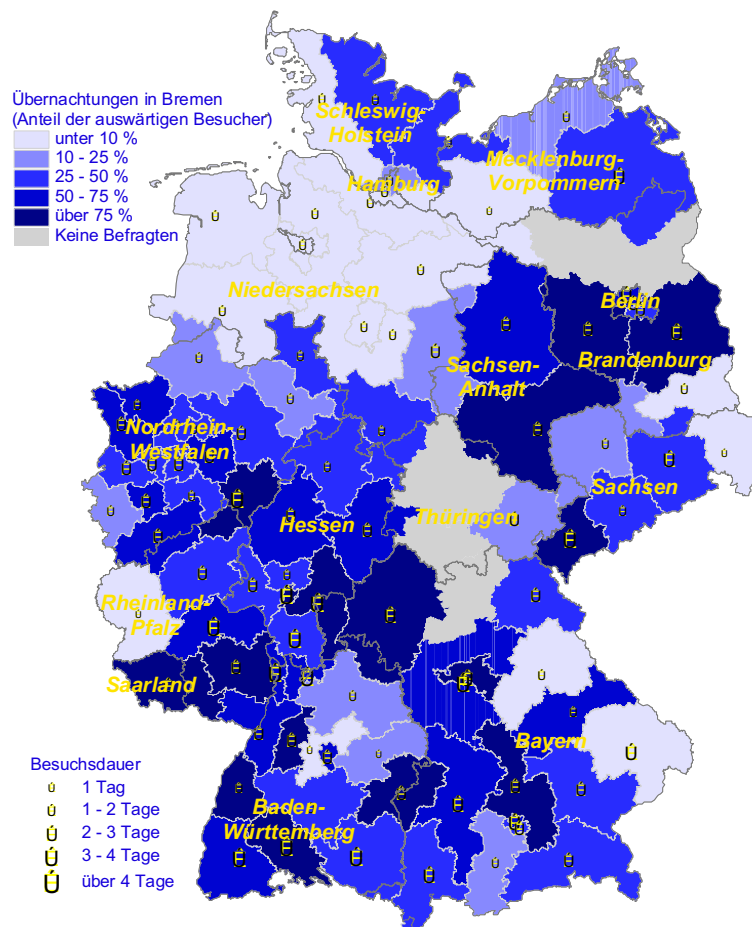 Übernachtungen in Bremen
(Anteil der auswärtigen Besucher)
unter 10 %
10 - 25 %
25 - 50 %
50 - 75 %
über 75 %
Keine Befragten
Schleswig-
Holstein
Mecklenburg-
Vorpommern
Hamburg
Niedersachsen
Berlin
Brandenburg
Sachsen-
Anhalt
Nordrhein-
Westfalen
Sachsen
Hessen
Thüringen
Rheinland-
Pfalz
Saarland
Bayern
Baden-
Württemberg
Besuchsdauer
Ú 1 Tag
Ú 1 - 2 Tage
Ú 2 - 3 Tage
Ú 3 - 4 Tage
Ú über 4 Tage